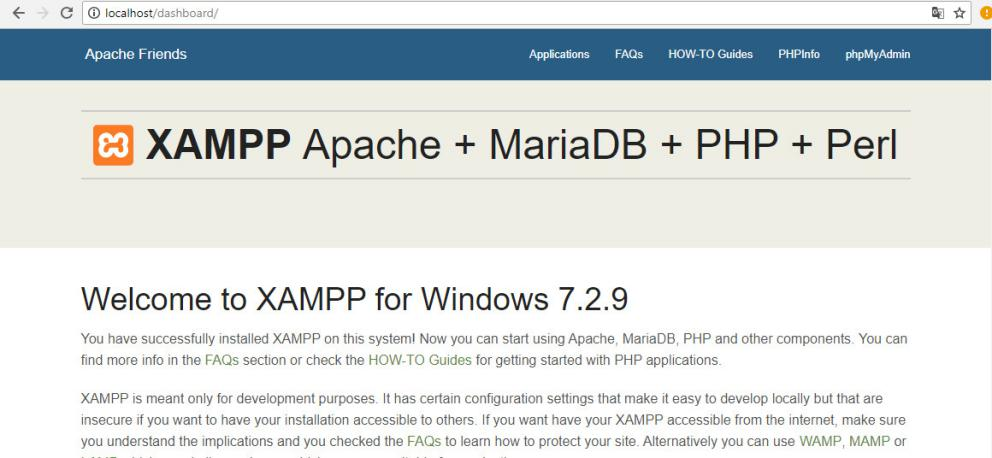 localhost/dashboard/
Apache Friends Applications FAQs HOW-TO Guides PHPInfo phpMyAdmin
XAMPP Apache + MariaDB + PHP + Perl
Welcome to XAMPP for Windows 7.2.9
You have successfully installed XAMPP on this system! Now you can start using Apache, MariaDB, PHP and other components. You can
find more info in the FAQs section or check the HOW-TO Guides for getting started with PHP applications.
XAMPP is meant only for development purposes. It has certain configuration settings that make it easy to develop locally but that are
insecure if you want to have your installation accessible to others. If you want have your XAMPP accessible from the internet, make sure
you understand the implications and you checked the FAQs to learn how to protect your site. Alternatively you can use WAMP, MAMP or